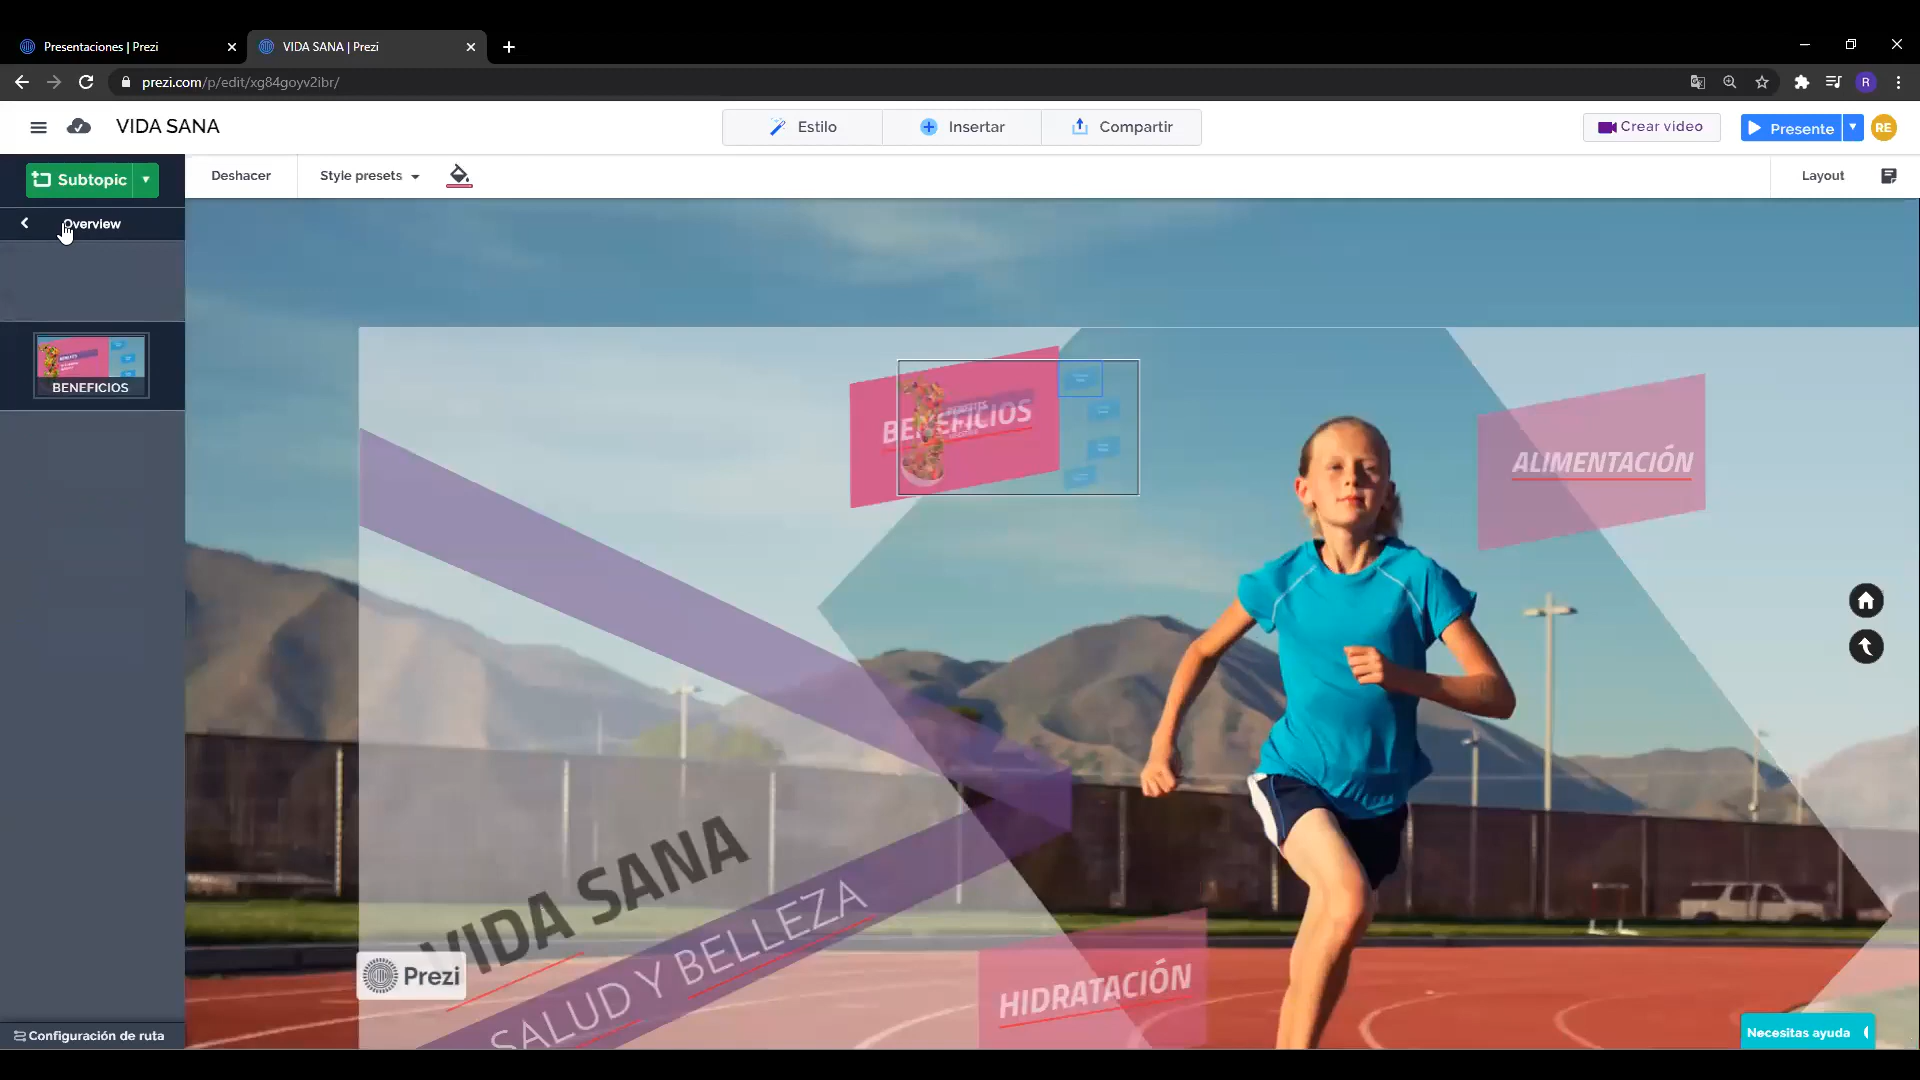 Presentaciones | Prezi
VIDA SANA | Prezi
prezi.com/p/edit/xg84goyv2ibr/
R
VIDA SANA
Estilo
Insertar
Compartir
Crear video
Presente
RE
Subtopic
Deshacer
Style presets
Layout
Overview
BENEFICIOS
BENEFICIOS
ALIMENTACIÓN
VIDA SANA
SALUD Y BELLEZA
Prezi
HIDRATACIÓN
Configuración de ruta
Necesitas ayuda